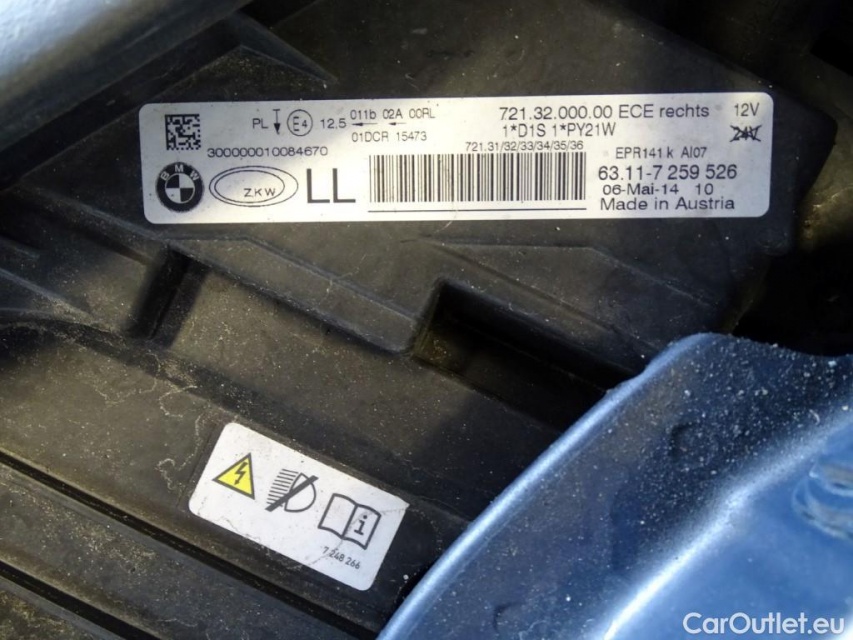 PL E4 12.5 011b 02A 00RL
01DCR 15473
721.32.000.00 ECE rechts 12V
1*D1S 1*PY21W 24V
300000010084670
721.31/32/33/34/35/36
EPR141 k AI07
BMW
ZKW
LL
63.11-7 259 526
06-Mai-14 10
Made in Austria
7 248 266
CarOutlet.eu